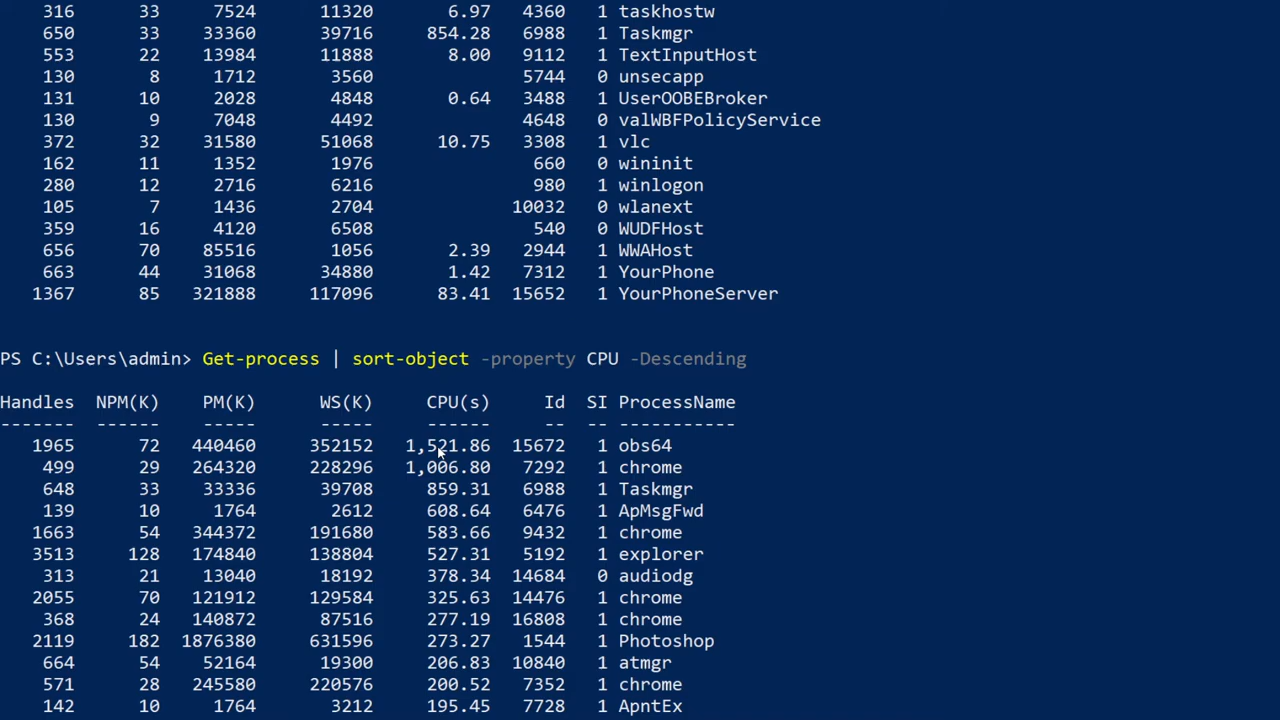 316 33 7524 11320 6.97 4360 1 taskhostw
650 33 33360 39716 854.28 6988 1 Taskmgr
553 22 13984 11888 8.00 9112 1 TextInputHost
130 8 1712 3560 5744 0 unsecapp
131 10 2028 4848 0.64 3488 1 UserOOBEBroker
130 9 7048 4492 4648 0 valWBFPolicyService
372 32 31580 51068 10.75 3308 1 vlc
162 11 1352 1976 660 0 wininit
280 12 2716 6216 980 1 winlogon
105 7 1436 2704 10032 0 wlanext
359 16 4120 6508 540 0 WUDFHost
656 70 85516 1056 2.39 2944 1 WWAHost
663 44 31068 34880 1.42 7312 1 YourPhone
1367 85 321888 117096 83.41 15652 1 YourPhoneServer
PS C:\Users\admin> Get-process | sort-object -property CPU -Descending
Handles NPM(K) PM(K) WS(K) CPU(s) Id SI ProcessName
------- ------ ----- ----- ------ -- -- -----------
1965 72 440460 352152 1,521.86 15672 1 obs64
499 29 264320 228296 1,006.80 7292 1 chrome
648 33 33336 39708 859.31 6988 1 Taskmgr
139 10 1764 2612 608.64 6476 1 ApMsgFwd
1663 54 344372 191680 583.66 9432 1 chrome
3513 128 174840 138804 527.31 5192 1 explorer
313 21 13040 18192 378.34 14684 0 audiodg
2055 70 121912 129584 325.63 14476 1 chrome
368 24 140872 87516 277.19 16808 1 chrome
2119 182 1876380 631596 273.27 1544 1 Photoshop
664 54 52164 19300 206.83 10840 1 atmgr
571 28 245580 220576 200.52 7352 1 chrome
142 10 1764 3212 195.45 7728 1 ApntEx